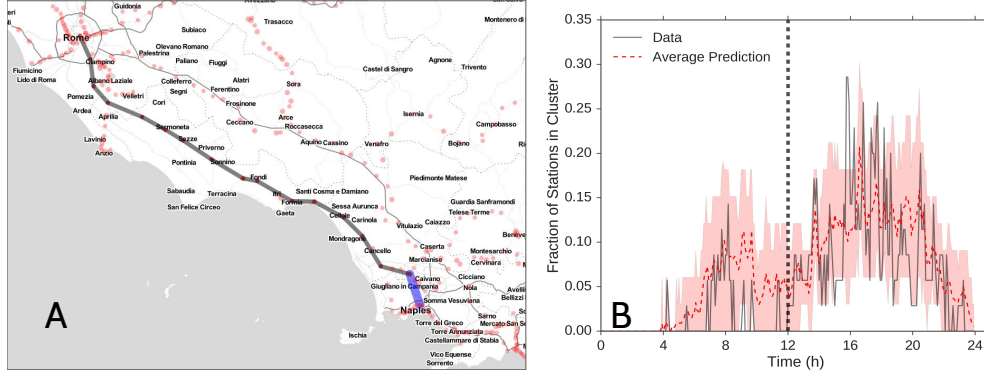 Trasacco
Guidonia
Montenero di
Rome
Subiaco
Olevano Romano
Agnone
Palestrina
Paliano
Fiuggi
Trivento
Ciampino
Castel di Sangro
Fiumicino
Lido di Roma
Albano Laziale
Colleferro
Alatri
Sora
Segni
Ferentino
Pomezia
Velletri
Cori
Frosinone
Ardea
Aprilia
Arce
Isernia
Ceccano
Roccasecca
Campobasso
Sermoneta
Lavinio
Sezze
Aquino
Cassino
Venafro
Bojano
Anzio
Priverno
Pontinia
Sonnino
Fondi
Piedimonte Matese
Sabaudia
Terracina
Itri
Santi Cosma e Damiano
San Felice Circeo
Formia
Gaeta
Sessa Aurunca
Guardia Sanframondi
Cellole
Carinola
Telese Terme
Vitulazio
Caiazzo
Mondragone
Caserta
Cancello
Marcianise
Montesarchio
Cervinara
Caivano
Cicciano
Giugliano in Campania
Nola
Avelli
Bellizzi
Somma Vesuviana
Naples
Sarno
Torre del Greco
Mercato San Se
Torre Annunziata
Ischia
Castellammare di Stabia
Vico Equense
Sorrento
A
0.35
Data
Average Prediction
0.30
0.25
0.20
0.15
0.10
0.05
0.00
Fraction of Stations in Cluster
B
0 4 8 12 16 20 24
Time (h)